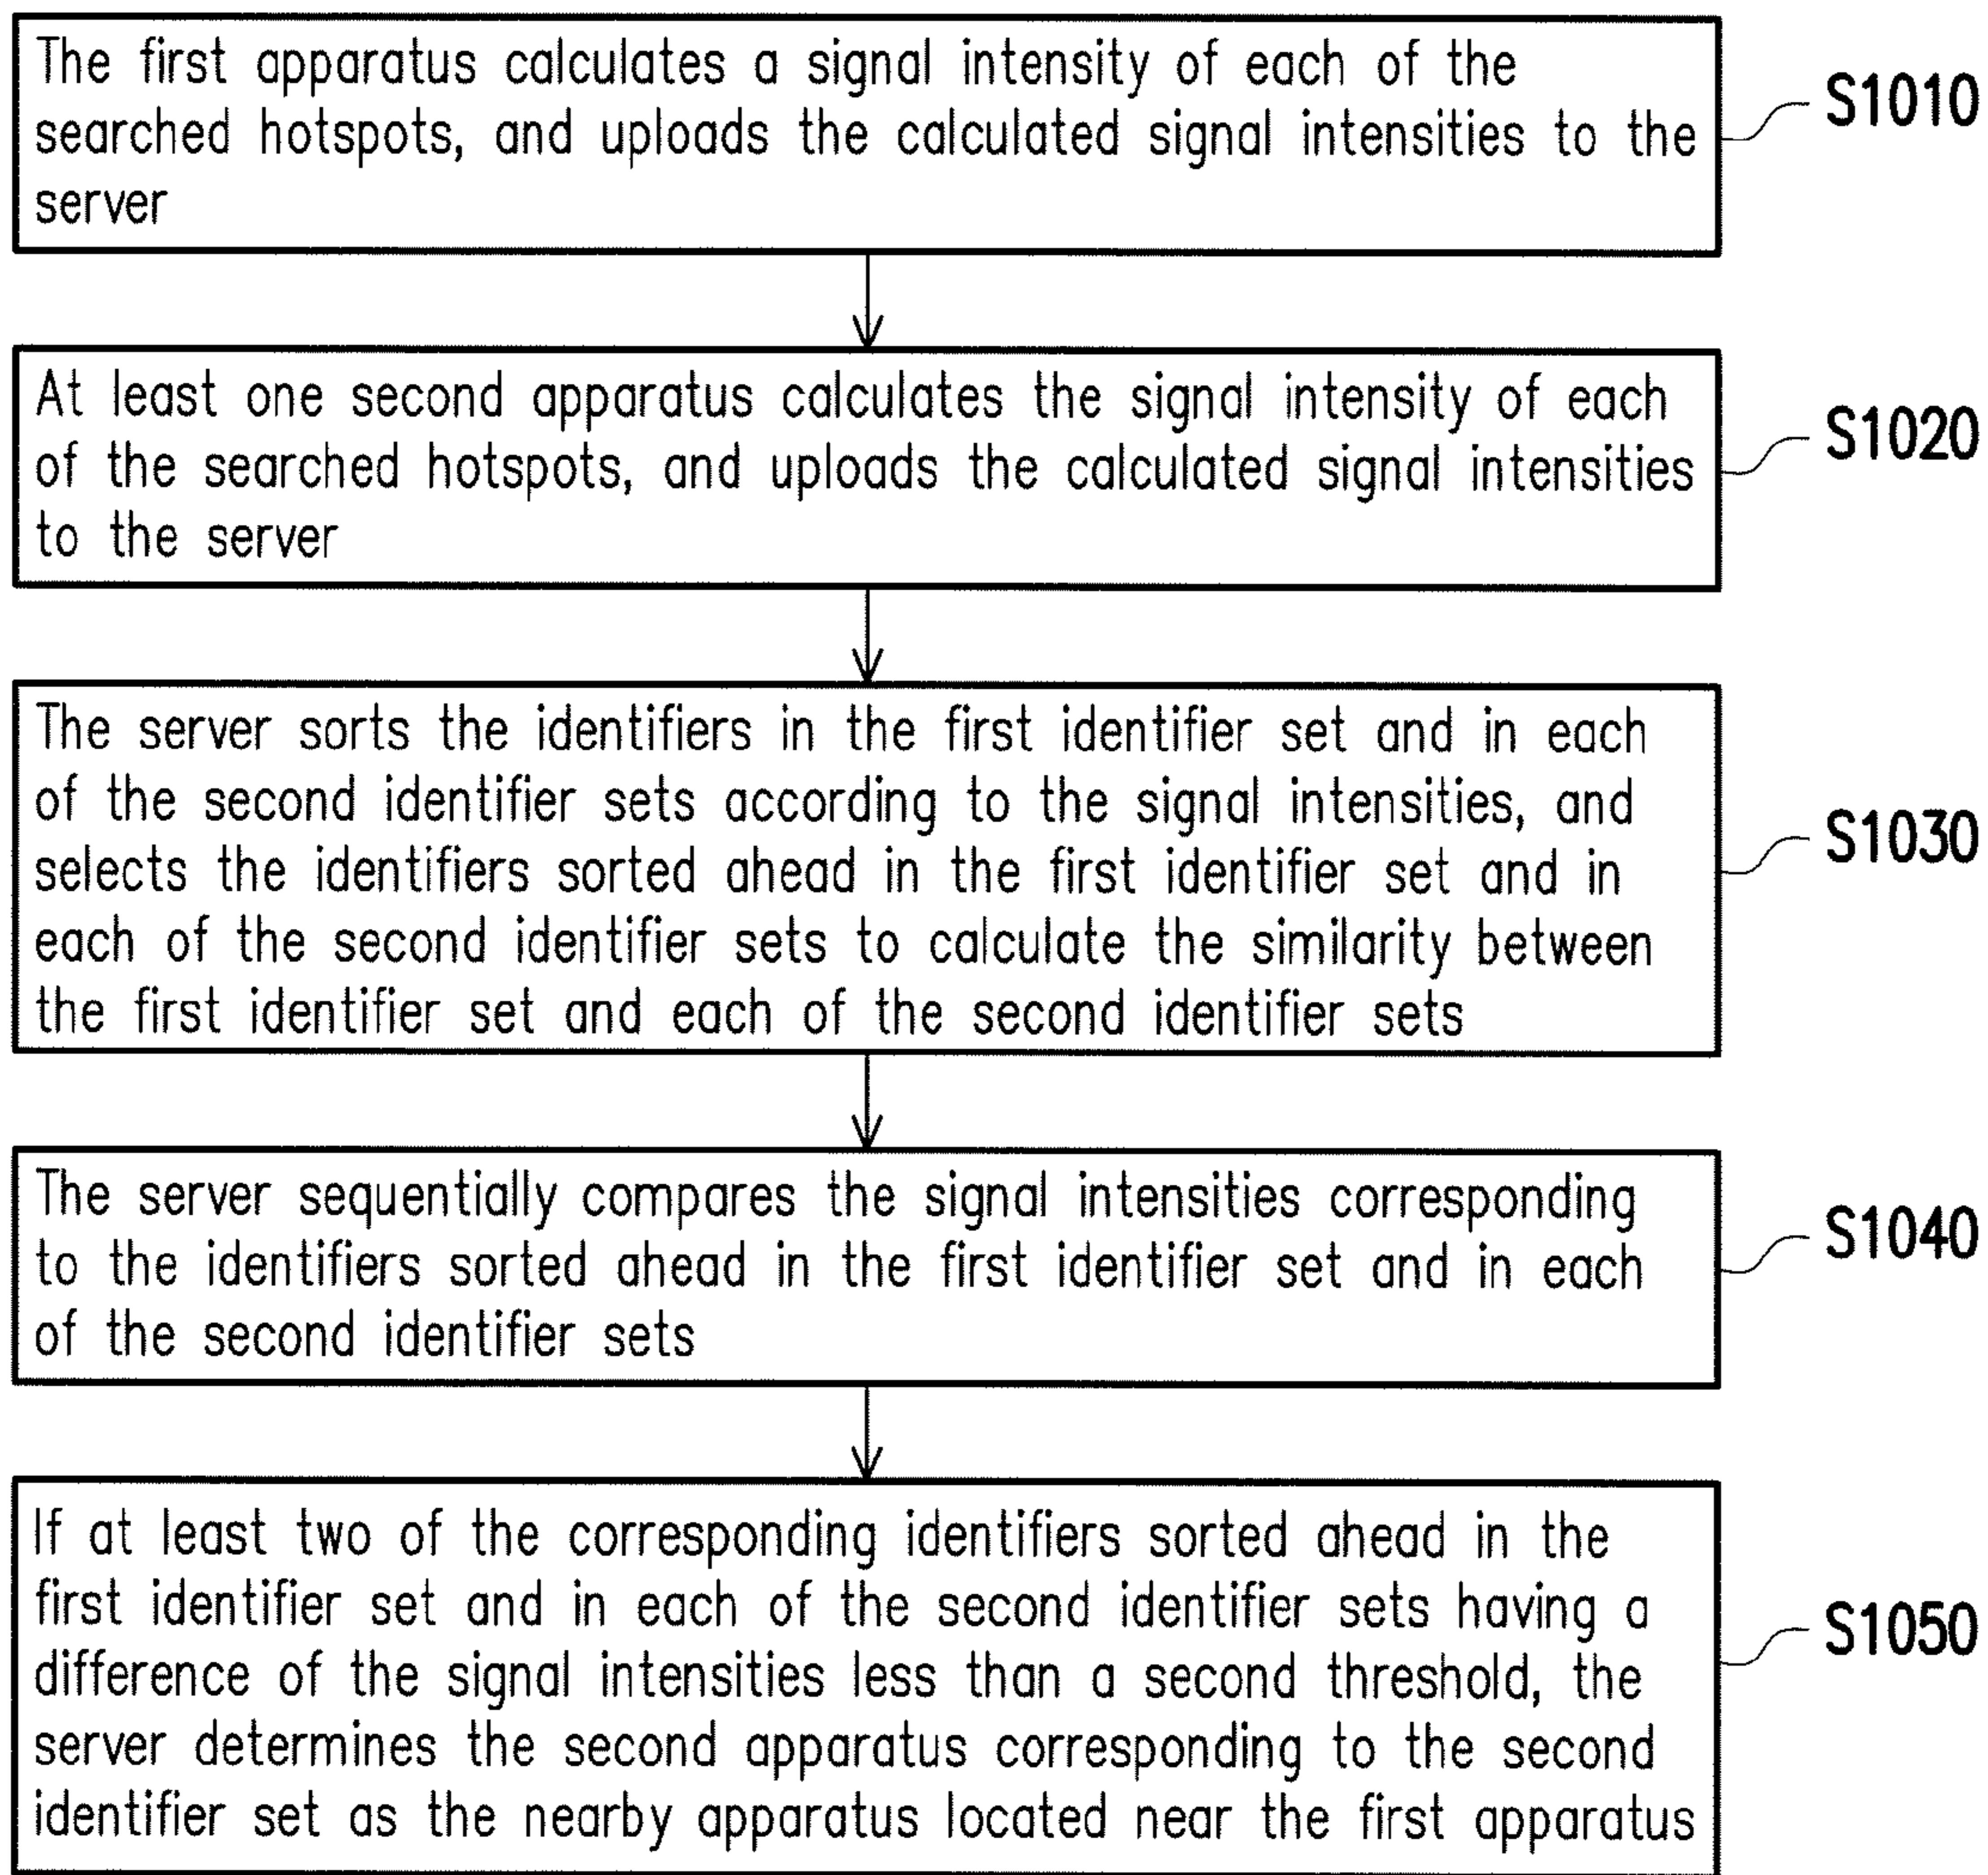 The first apparatus calculates a signal intensity of each of the
searched hotspots, and uploads the calculated signal intensities to the
server
S1010
At least one second apparatus calculates the signal intensity of each
of the searched hotspots, and uploads the calculated signal intensities
to the server
S1020
The server sorts the identifiers in the first identifier set and in each
of the second identifier sets according to the signal intensities, and
selects the identifiers sorted ahead in the first identifier set and in
each of the second identifier sets to calculate the similarity between
the first identifier set and each of the second identifier sets
S1030
The server sequentially compares the signal intensities corresponding
to the identifiers sorted ahead in the first identifier set and in each
of the second identifier sets
S1040
If at least two of the corresponding identifiers sorted ahead in the
first identifier set and in each of the second identifier sets having a
difference of the signal intensities less than a second threshold, the
server determines the second apparatus corresponding to the second
identifier set as the nearby apparatus located near the first apparatus
S1050